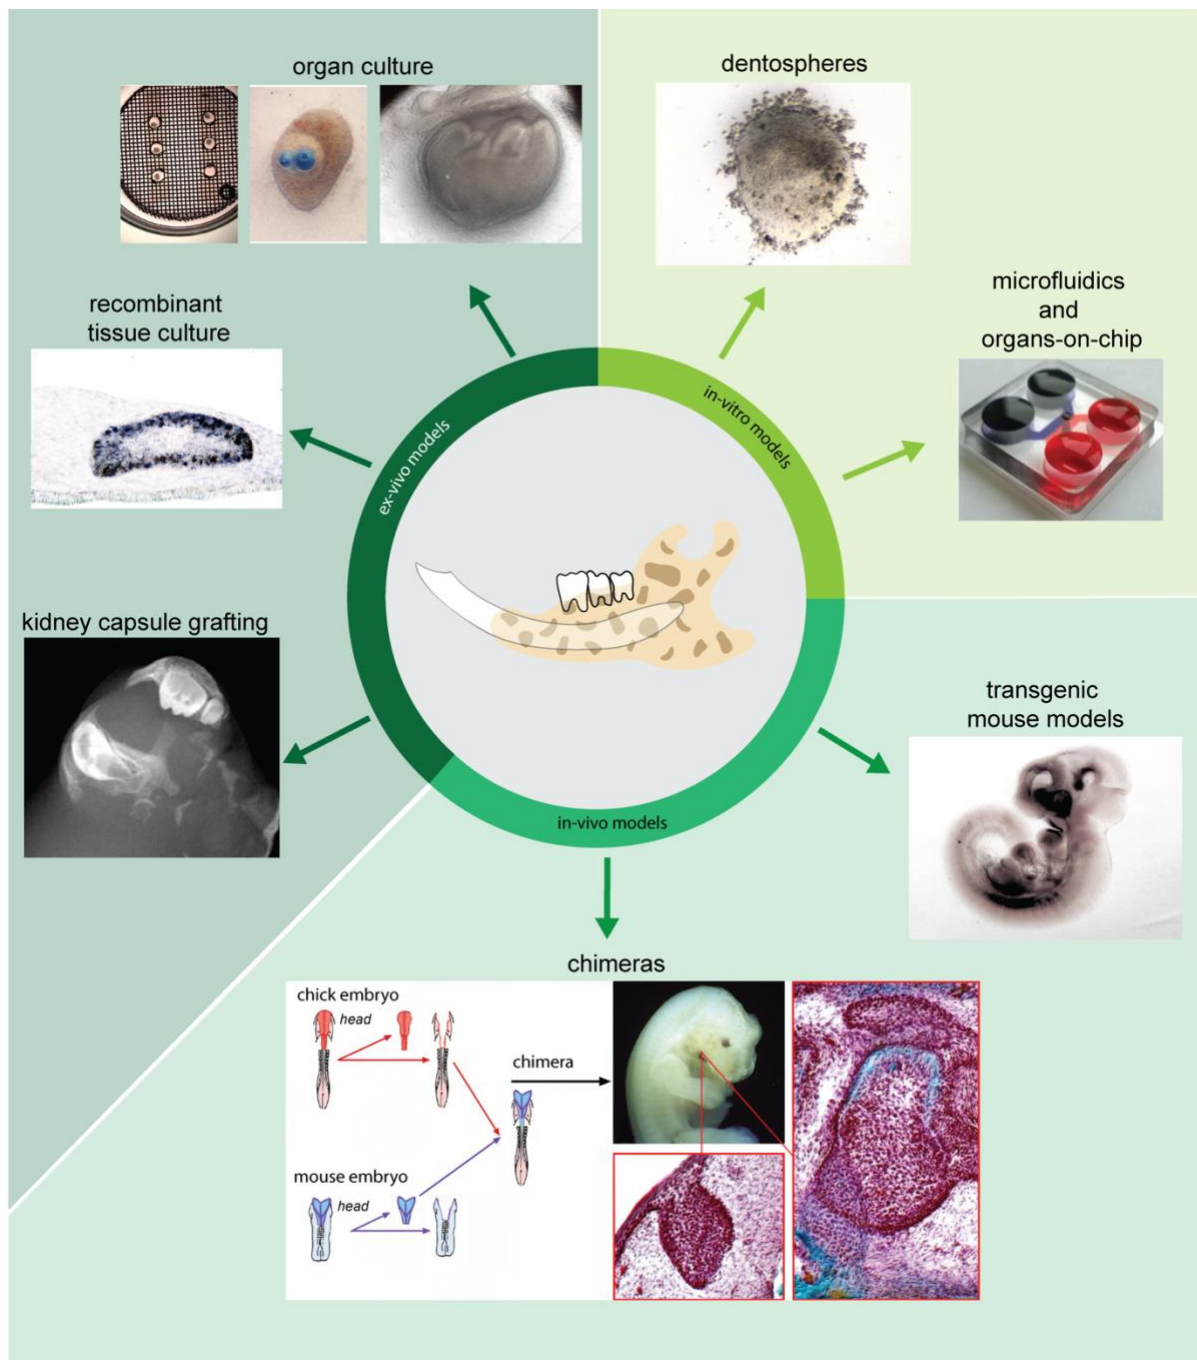 organ culture
dentospheres
recombinant
tissue culture
microfluidics
and
organs-on-chip
ex-vivo models
in-vitro models
kidney capsule grafting
transgenic
mouse models
in-vivo models
chimeras
chick embryo
head
chimera
mouse embryo
head